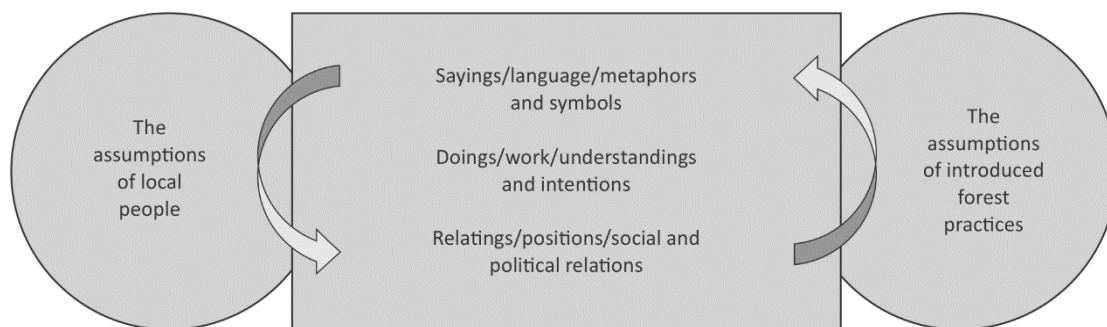 The
assumptions
of local
people
Sayings/language/metaphors
and symbols
Doings/work/understandings
and intentions
Relatings/positions/social and
political relations
The
assumptions
of introduced
forest
practices